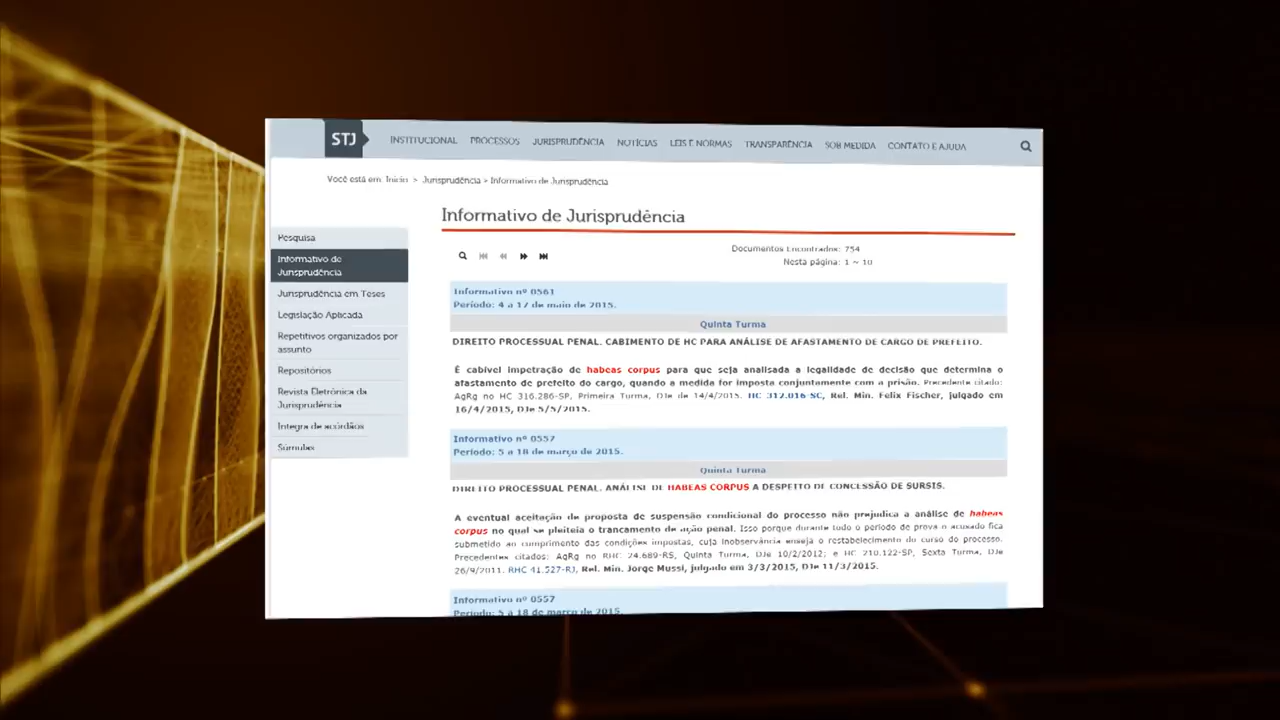 STJ
INSTITUCIONAL PROCESSOS JURISPRUDÊNCIA NOTÍCIAS LEIS E NORMAS TRANSPARÊNCIA SOB MEDIDA CONTATO E AJUDA
Você está em: Início > Jurisprudência > Informativo de Jurisprudência
Informativo de Jurisprudência
Pesquisa
Informativo de
Jurisprudência
Jurisprudência em Teses
Legislação Aplicada
Repetitivos organizados por
assunto
Repositórios
Revista Eletrônica da
Jurisprudência
Íntegra de acórdãos
Súmulas
Documentos Encontrados: 754
Nesta página: 1 ~ 10
Informativo nº 0561
Período: 4 a 17 de maio de 2015.
Quinta Turma
DIREITO PROCESSUAL PENAL. CABIMENTO DE HC PARA ANÁLISE DE AFASTAMENTO DE CARGO DE PREFEITO.
É cabível impetração de habeas corpus para que seja analisada a legalidade de decisão que determina o
afastamento de prefeito do cargo, quando a medida for imposta conjuntamente com a prisão. Precedente citado:
AgRg no HC 316.286-SP, Primeira Turma, DJe de 14/4/2015. HC 312.016-SC, Rel. Min. Felix Fischer, julgado em
16/4/2015, DJe 5/5/2015.
Informativo nº 0557
Período: 5 a 18 de março de 2015.
Quinta Turma
DIREITO PROCESSUAL PENAL. ANÁLISE DE HABEAS CORPUS A DESPEITO DE CONCESSÃO DE SURSIS.
A eventual aceitação de proposta de suspensão condicional do processo não prejudica a análise de habeas
corpus no qual se pleiteia o trancamento de ação penal. Isso porque durante todo o período de prova o acusado fica
submetido ao cumprimento das condições impostas, cuja inobservância enseja o restabelecimento do curso do processo.
Precedentes citados: AgRg no RHC 24.689-RS, Quinta Turma, DJe 10/2/2012; e HC 210.122-SP, Sexta Turma, DJe
26/9/2011. RHC 41.527-RJ, Rel. Min. Jorge Mussi, julgado em 3/3/2015, DJe 11/3/2015.
Informativo nº 0557
Período: 5 a 18 de março de 2015.